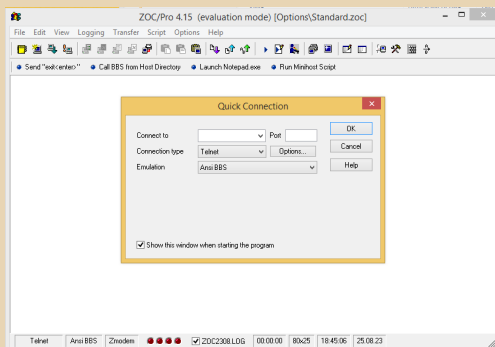 ZOC/Pro 4.15 (evaluation mode) [Options\Standard.zoc]
File Edit View Logging Transfer Script Options Help
Send "exit<enter>" Call BBS from Host Directory Launch Notepad.exe Run Minihost Script
Quick Connection
Connect to Port OK
Connection type Telnet Options... Cancel
Emulation Ansi BBS Help
Show this window when starting the program
Telnet Ansi BBS Zmodem ZOC2308.LOG 00:00:00 80x25 18:45:06 25.08.23